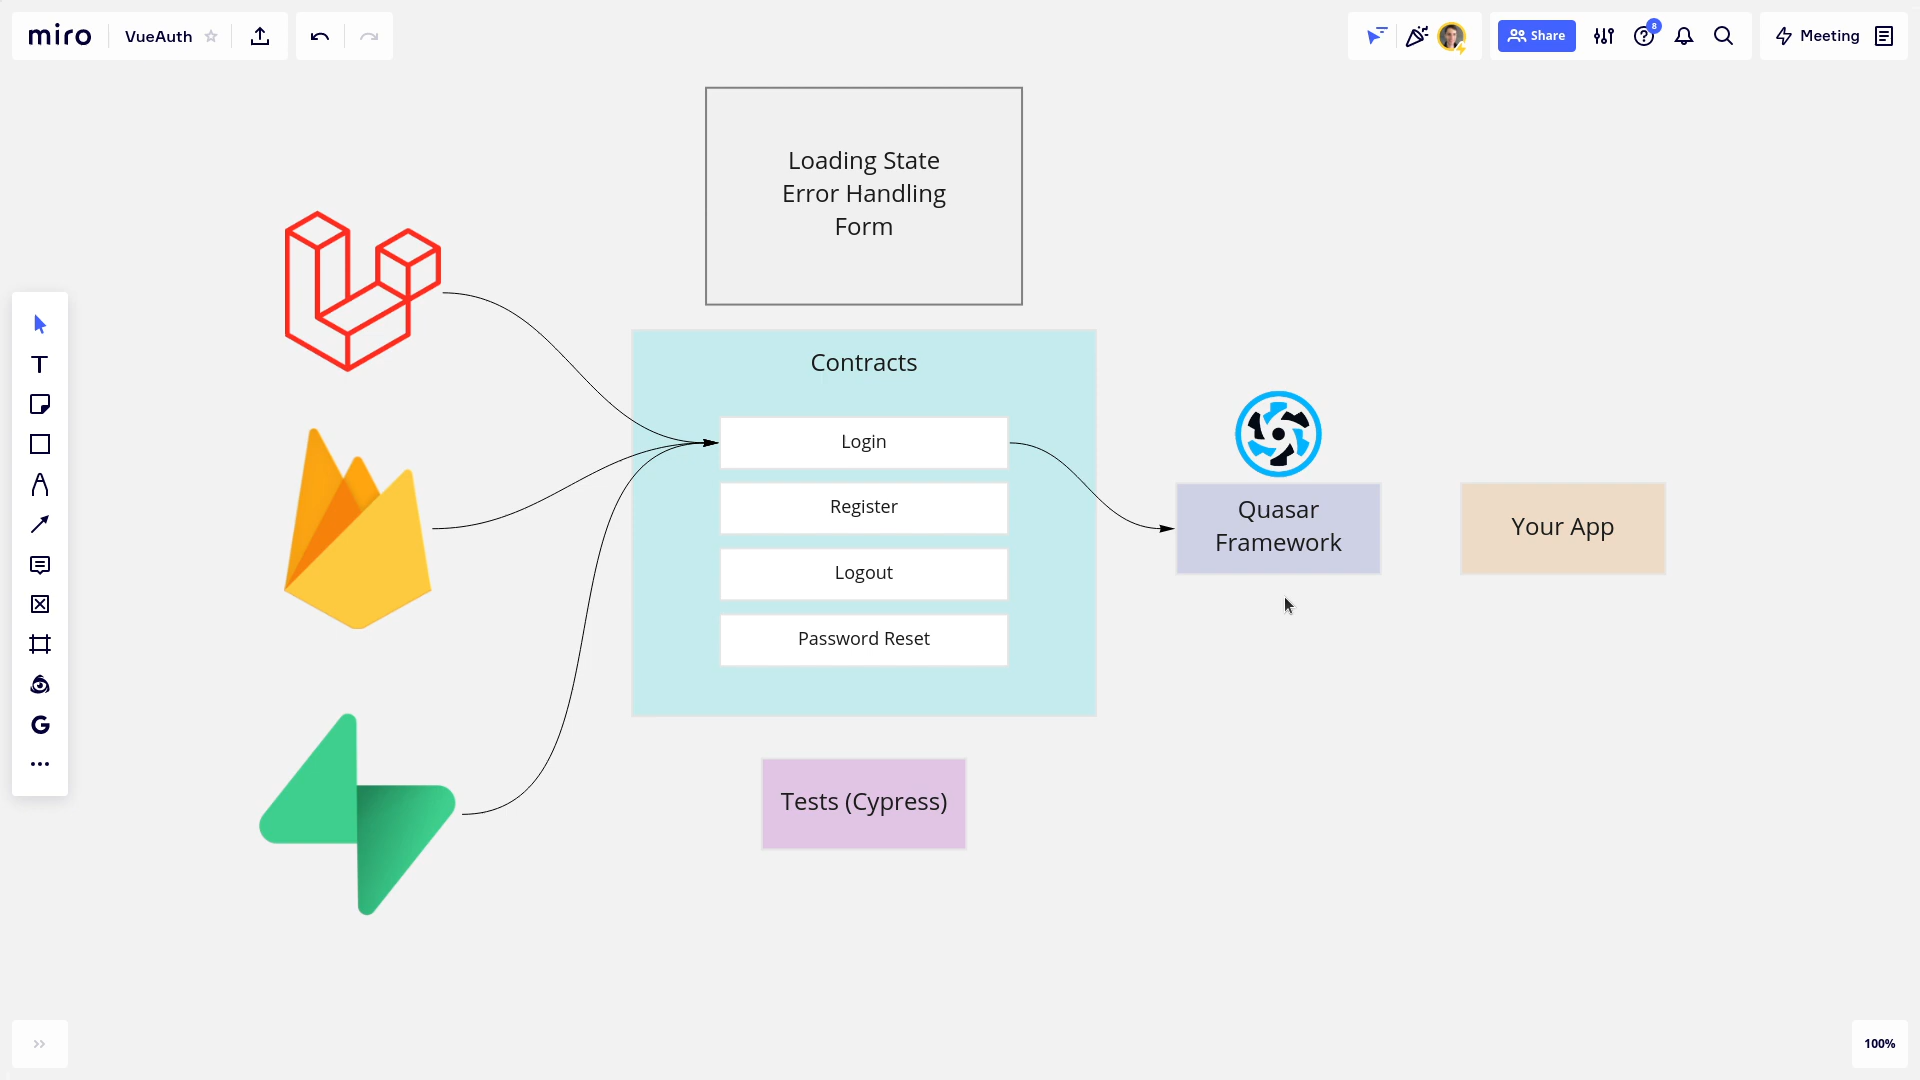 miro
VueAuth
Share
8
Meeting
Loading State
Error Handling
Form
Contracts
Login
Register
Logout
Password Reset
Quasar
Framework
Your App
Tests (Cypress)
100%